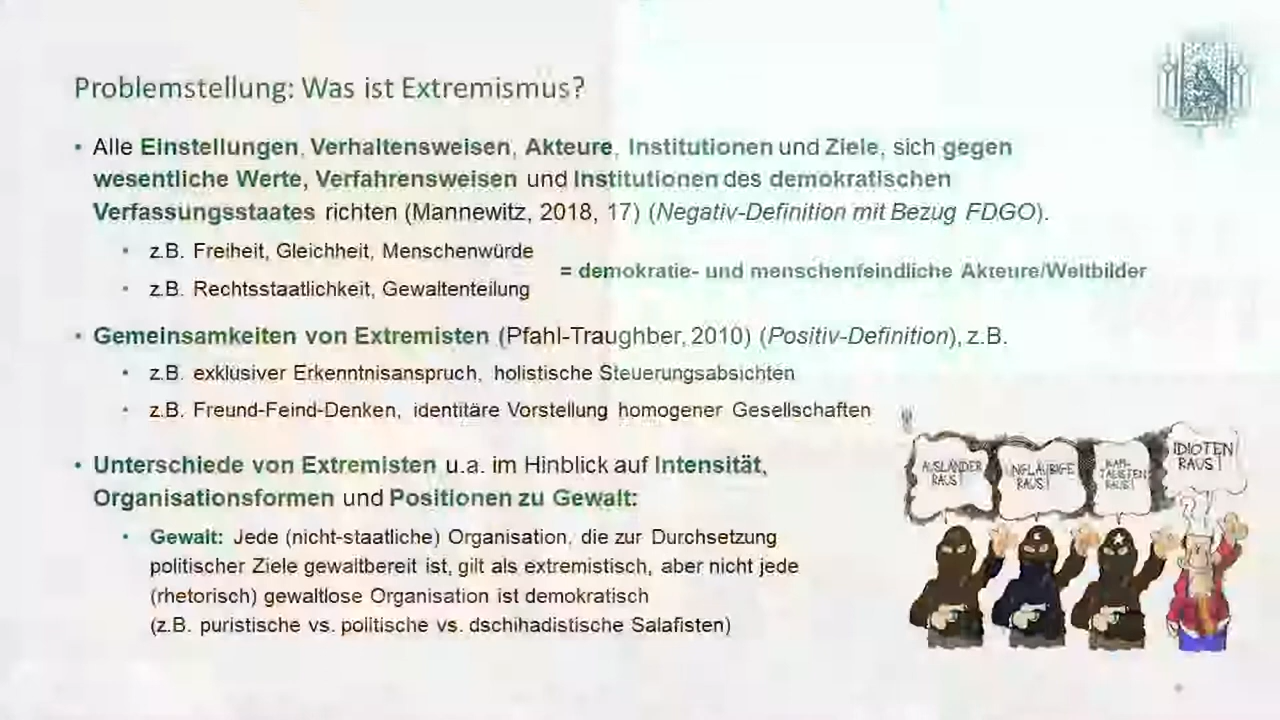 Problemstellung: Was ist Extremismus?
• Alle Einstellungen, Verhaltensweisen, Akteure, Institutionen und Ziele, sich gegen
wesentliche Werte, Verfahrensweisen und Institutionen des demokratischen
Verfassungsstaates richten (Mannewitz, 2018, 17) (Negativ-Definition mit Bezug FDGO).
• z.B. Freiheit, Gleichheit, Menschenwürde
= demokratie- und menschenfeindliche Akteure/Weltbilder
• z.B. Rechtsstaatlichkeit, Gewaltenteilung
• Gemeinsamkeiten von Extremisten (Pfahl-Traughber, 2010) (Positiv-Definition), z.B.
• z.B. exklusiver Erkenntnisanspruch, holistische Steuerungsabsichten
• z.B. Freund-Feind-Denken, identitäre Vorstellung homogener Gesellschaften
• Unterschiede von Extremisten u.a. im Hinblick auf Intensität,
Organisationsformen und Positionen zu Gewalt:
• Gewalt: Jede (nicht-staatliche) Organisation, die zur Durchsetzung
politischer Ziele gewaltbereit ist, gilt als extremistisch, aber nicht jede
(rhetorisch) gewaltlose Organisation ist demokratisch
(z.B. puristische vs. politische vs. dschihadistische Salafisten)
AUSLÄNDER
RAUS!
UNGLÄUBIGE
RAUS!
KAPI-
TALISTEN
RAUS!
IDIOTEN
RAUS!